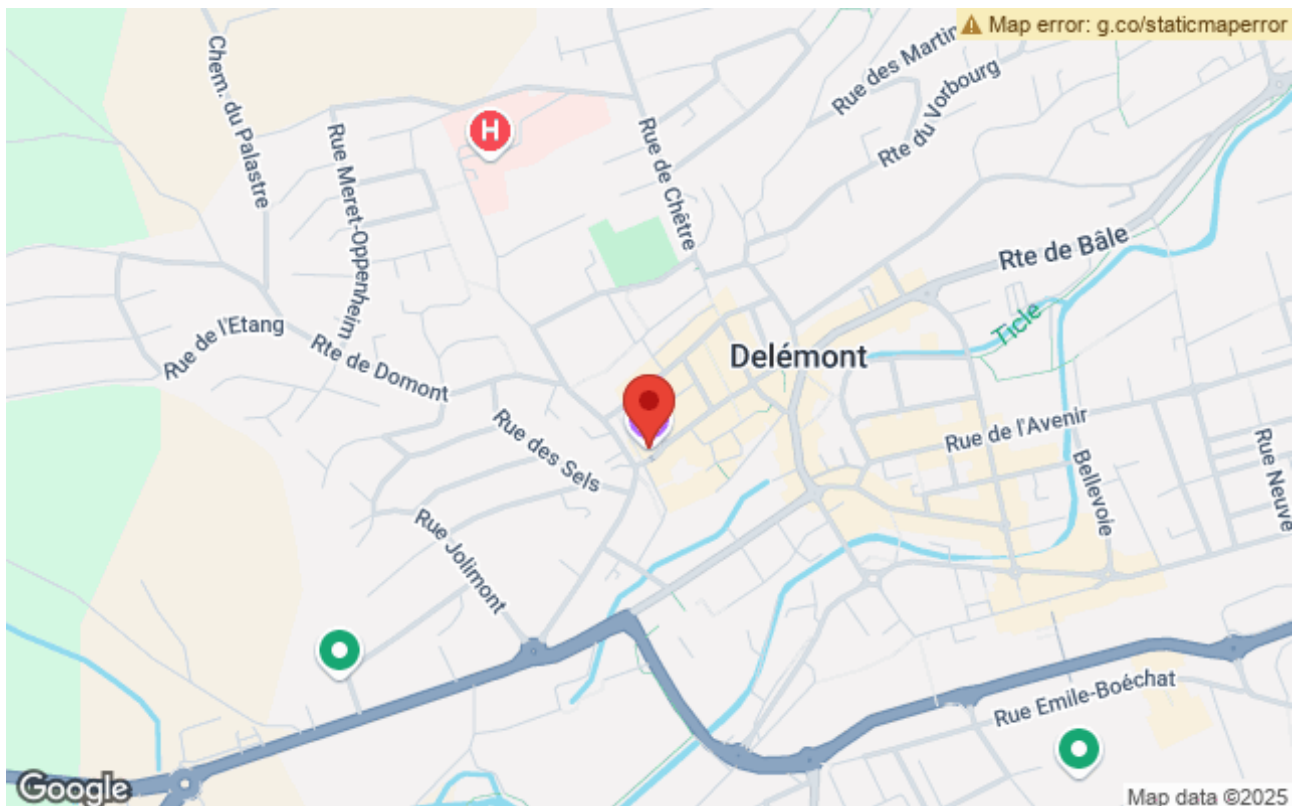 Map error: g.co/staticmaperror
Chem. du Palastre
Rue des Martin
Rte du Vorbourg
H
Rue Meret-Oppenheim
Rue de Chêtre
Rte de Bâle
Ticle
Rue de l'Etang
Rte de Domont
Delémont
Rue des Sels
Rue de l'Avenir
Bellevoie
Rue Neuve
Rue Jolimont
Rue Emile-Boéchat
Google
Map data ©2025